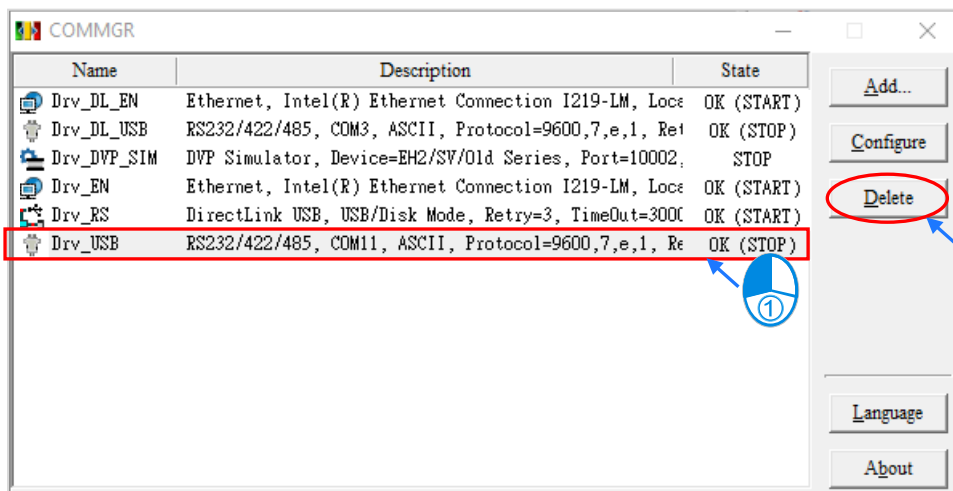 COMMGR
Name Description State
Drv_DL_EN Ethernet, Intel(R) Ethernet Connection I219-LM, Loca OK (START)
Drv_DL_USB RS232/422/485, COM3, ASCII, Protocol=9600,7,e,1, Ret OK (STOP)
Drv_DVP_SIM DVP Simulator, Device=EH2/SV/Old Series, Port=10002, STOP
Drv_EN Ethernet, Intel(R) Ethernet Connection I219-LM, Loca OK (START)
Drv_RS DirectLink USB, USB/Disk Mode, Retry=3, TimeOut=3000 OK (START)
Drv_USB RS232/422/485, COM11, ASCII, Protocol=9600,7,e,1, Re OK (STOP)
1
Add...
Configure
Delete
Language
About